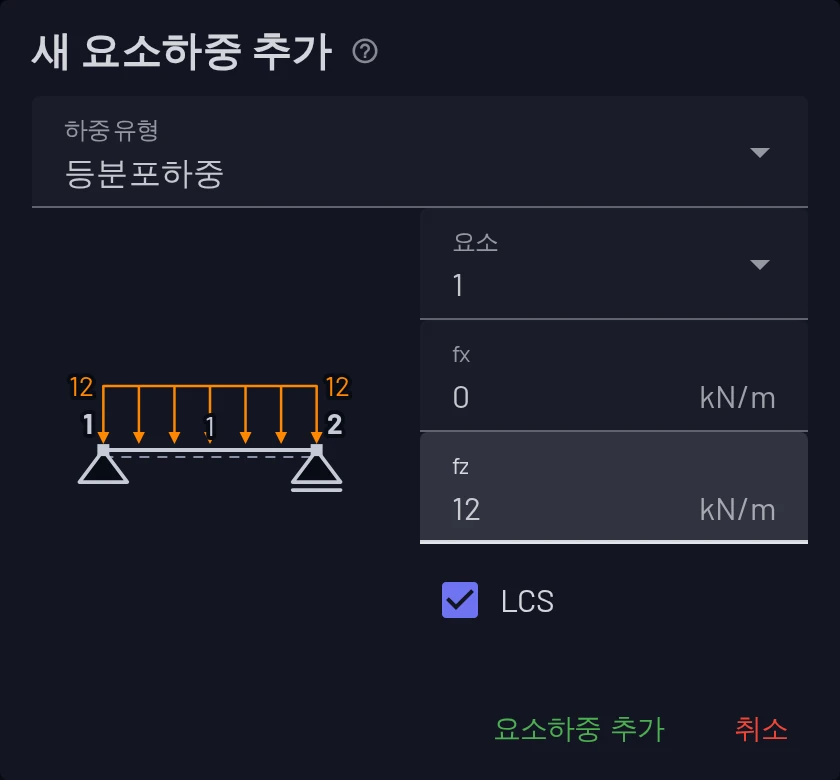 새 요소하중 추가 ?
하중 유형
등분포하중
요소
1
fx
0 kN/m
fz
12 kN/m
LCS
12 12
1 1 2
요소하중 추가 취소